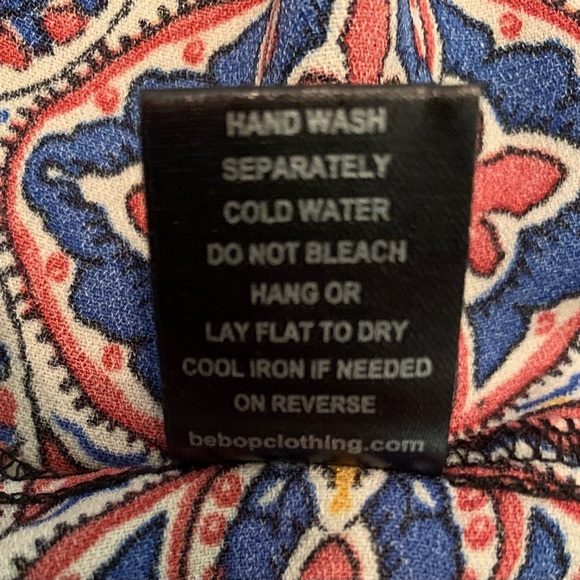 HAND WASH
SEPARATELY
COLD WATER
DO NOT BLEACH
HANG OR
LAY FLAT TO DRY
COOL IRON IF NEEDED
ON REVERSE
bebopclothing.com